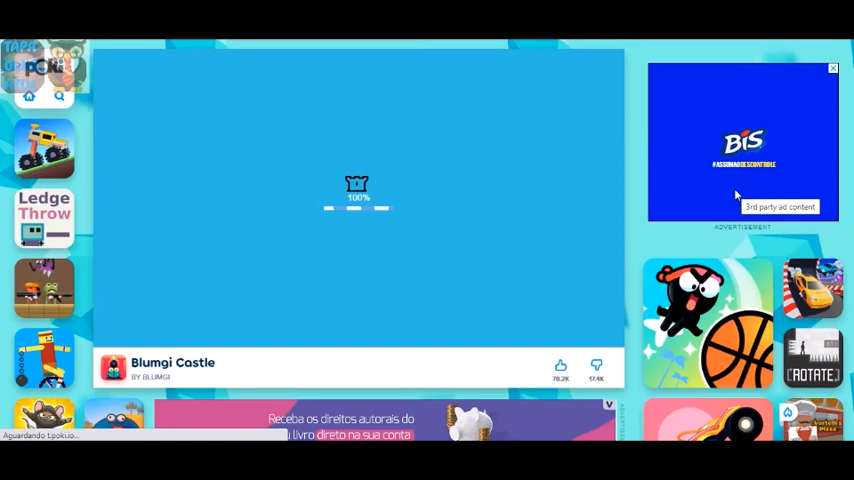 TAPA
poki
Ledge
Throw
100%
BiS
#ASSUMAODESCONTROLE
3rd party ad content
ADVERTISEMENT
Blumgi Castle
BY BLUMGI
78.2K
17.4K
[ROTATE]
Receba os direitos autorais do
u livro direto na sua conta
Aguardando t.poki.io...